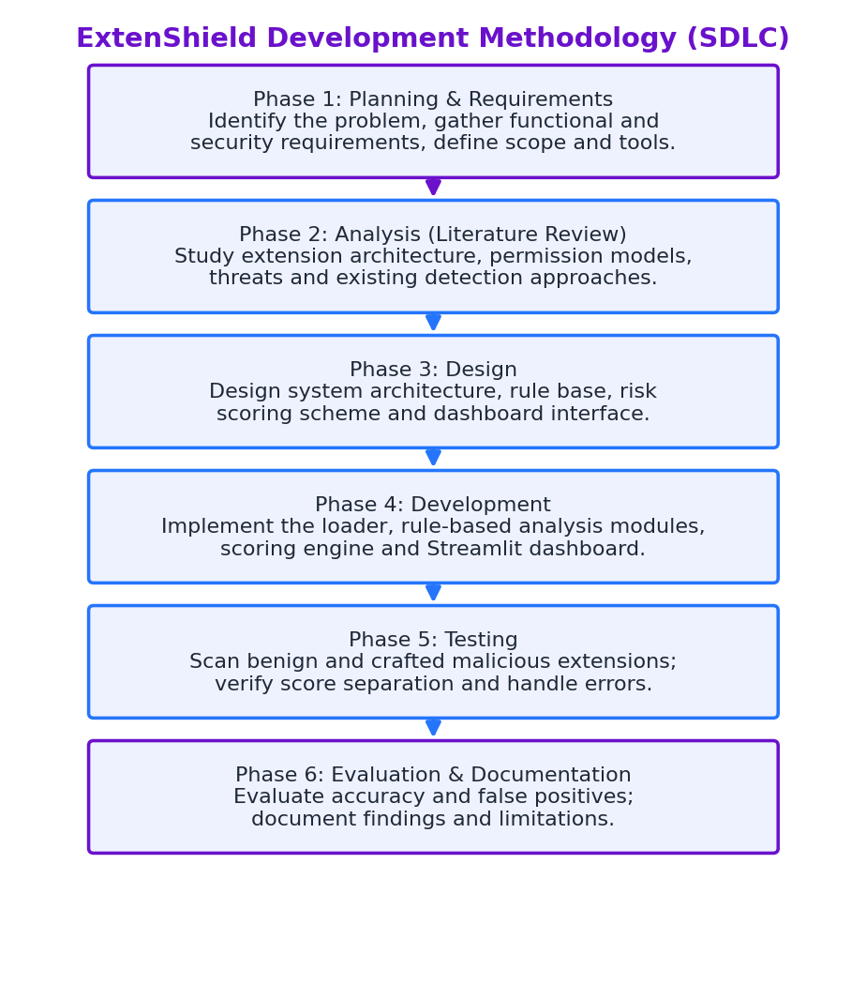 ExtenShield Development Methodology (SDLC)
Phase 1: Planning & Requirements
Identify the problem, gather functional and
security requirements, define scope and tools.
Phase 2: Analysis (Literature Review)
Study extension architecture, permission models,
threats and existing detection approaches.
Phase 3: Design
Design system architecture, rule base, risk
scoring scheme and dashboard interface.
Phase 4: Development
Implement the loader, rule-based analysis modules,
scoring engine and Streamlit dashboard.
Phase 5: Testing
Scan benign and crafted malicious extensions;
verify score separation and handle errors.
Phase 6: Evaluation & Documentation
Evaluate accuracy and false positives;
document findings and limitations.